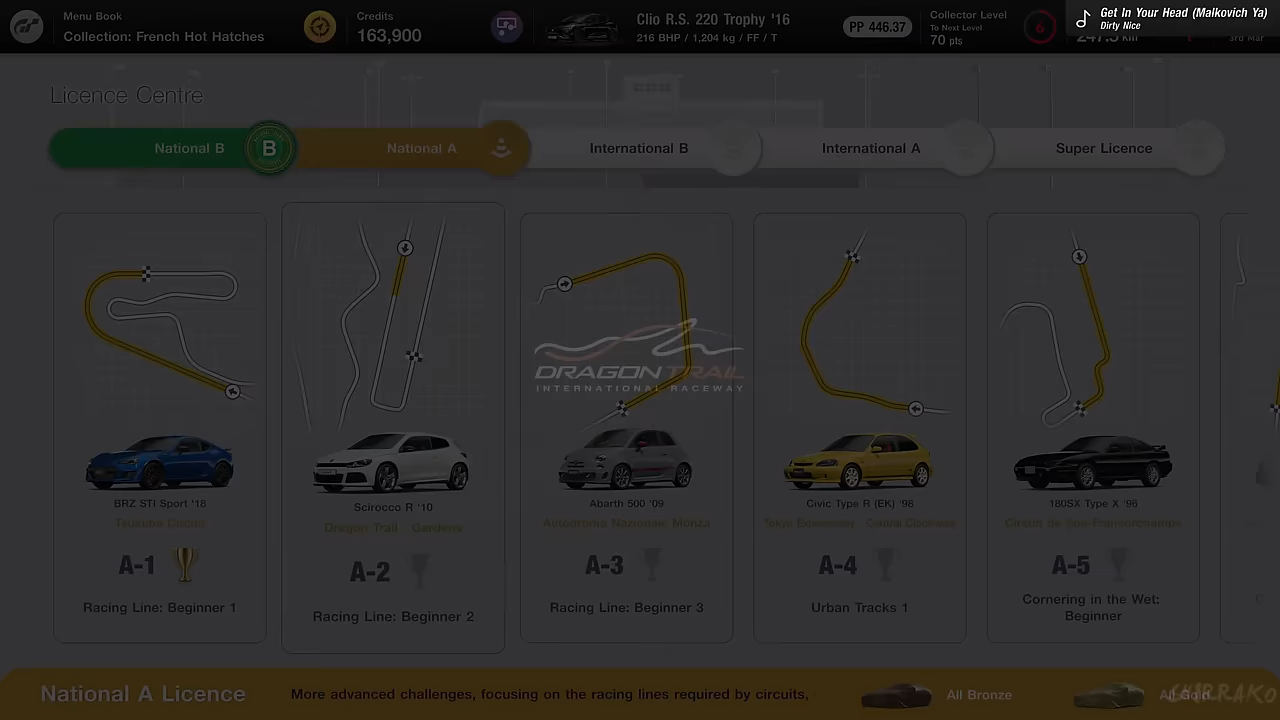 Menu Book
Collection: French Hot Hatches
Credits
163,900
Clio R.S. 220 Trophy '16
216 BHP / 1,204 kg / FF / T
PP 446.37
Collector Level
To Next Level
70 pts
6
247.5 km
3rd Mar
Get In Your Head (Malkovich Ya)
Dirty Nice
Licence Centre
National B
B
National A
International B
International A
Super Licence
DRAGON TRAIL
INTERNATIONAL RACEWAY
BRZ STI Sport '18
Tsukuba Circuit
A-1
Racing Line: Beginner 1
Scirocco R '10
Dragon Trail - Gardens
A-2
Racing Line: Beginner 2
Abarth 500 '09
Autodromo Nazionale Monza
A-3
Racing Line: Beginner 3
Civic Type R (EK) '98
Tokyo Expressway - Central Clockwise
A-4
Urban Tracks 1
180SX Type X '96
Circuit de Spa-Francorchamps
A-5
Cornering in the Wet:
Beginner
National A Licence
More advanced challenges, focusing on the racing lines required by circuits,
All Bronze
All Gold